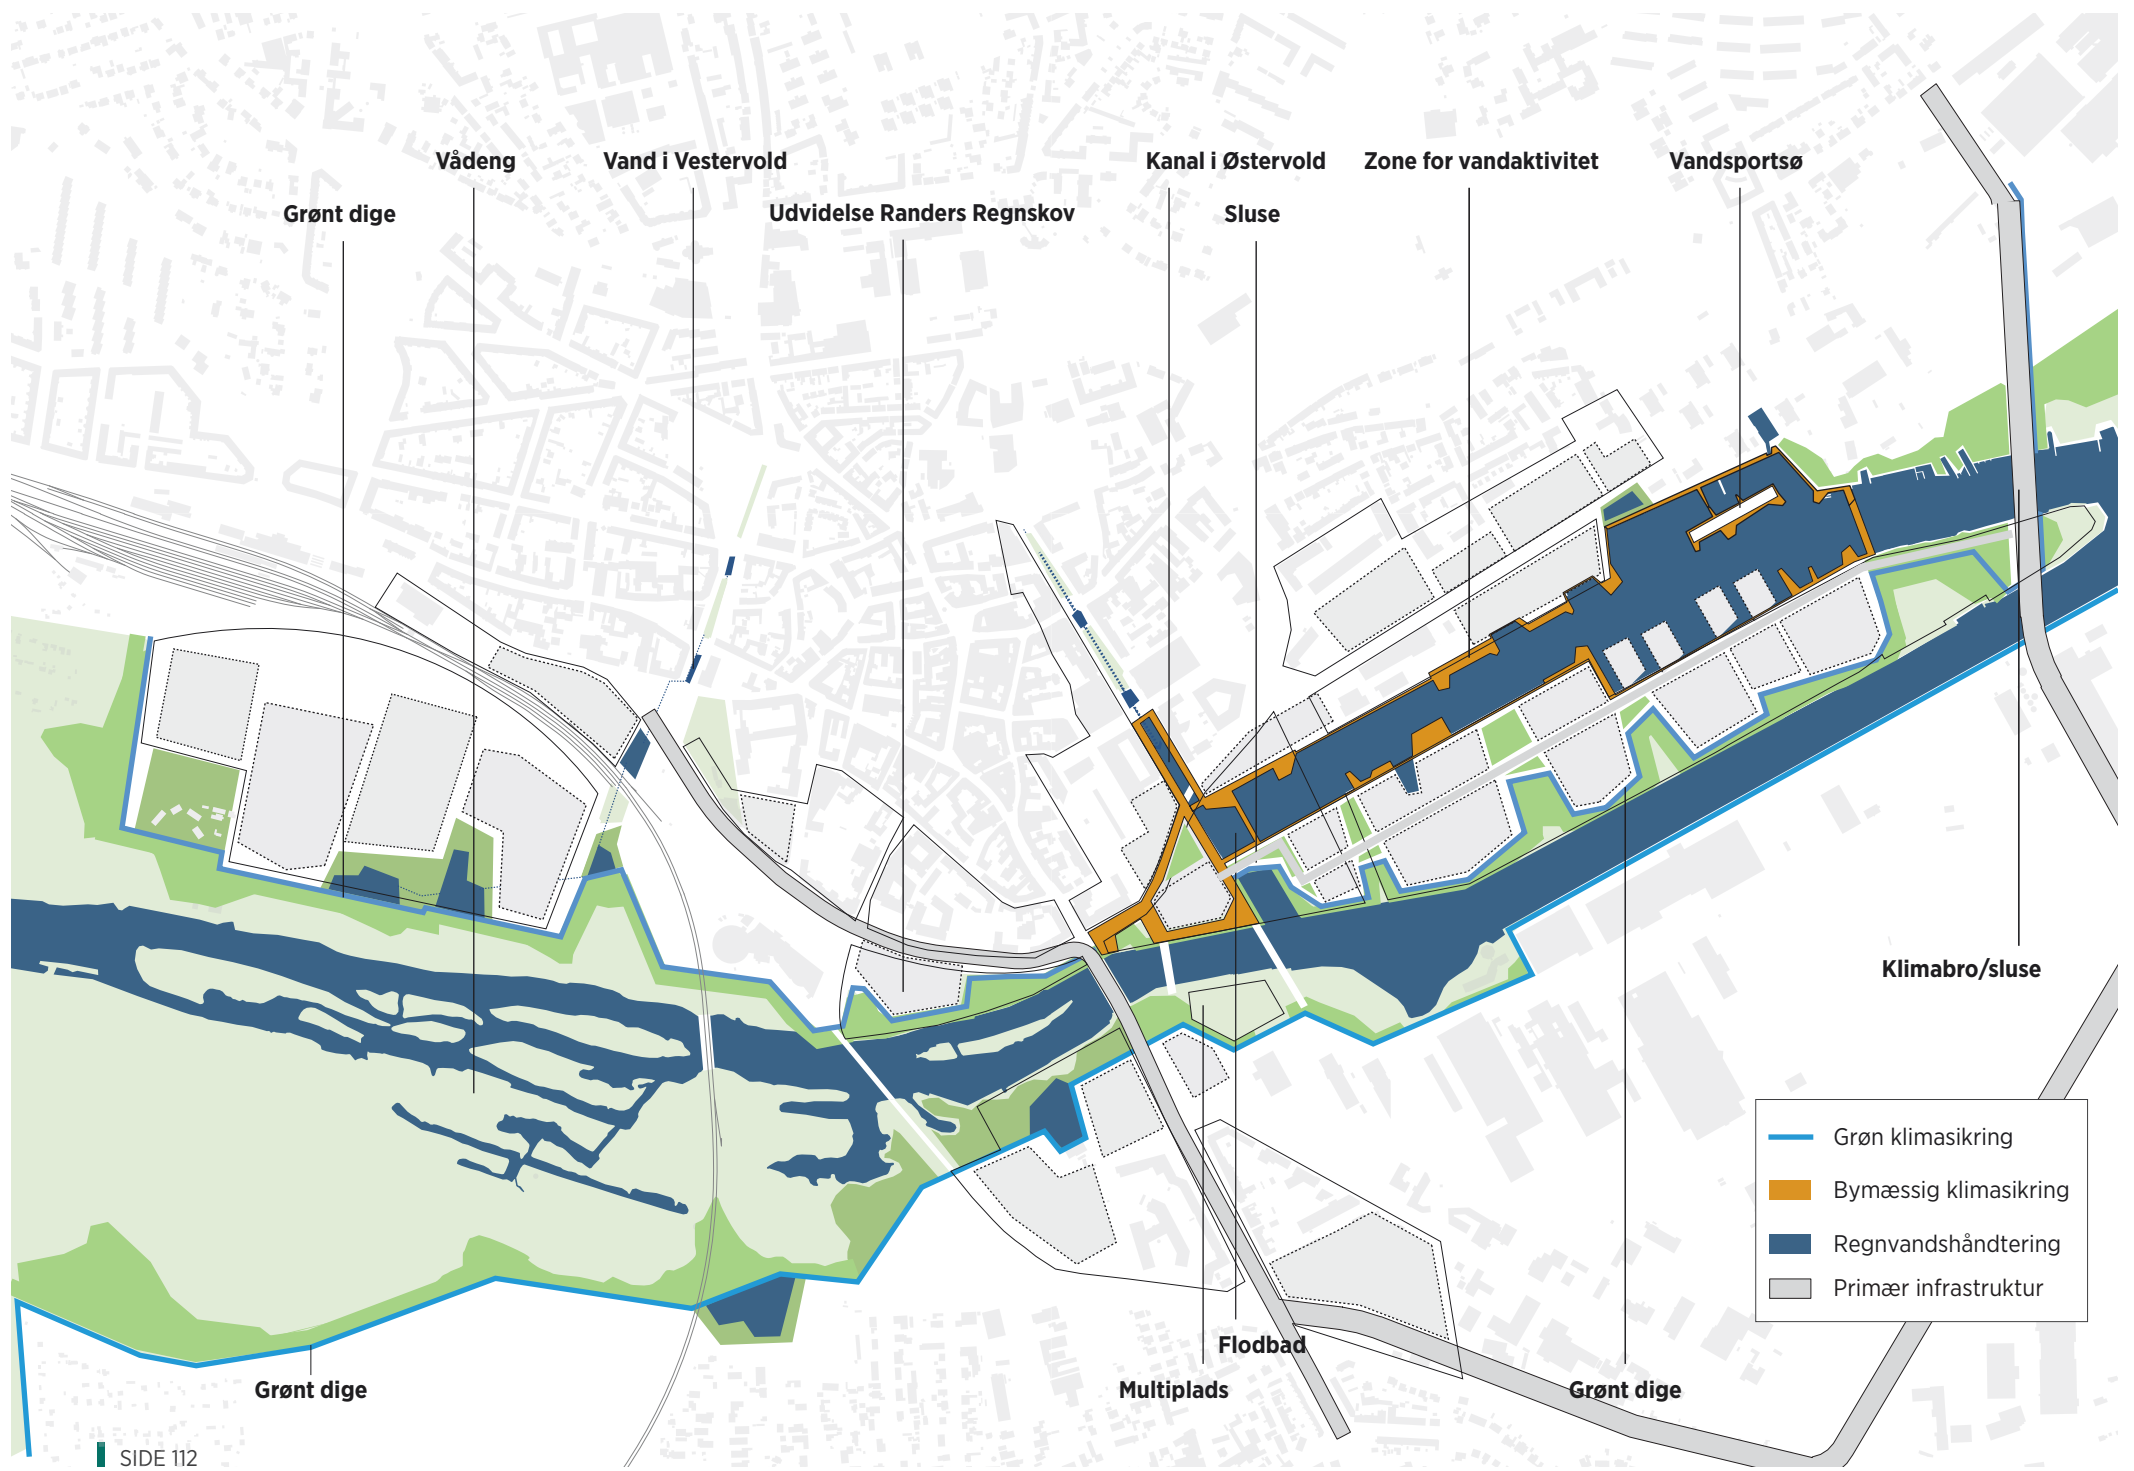 Vådeng
Vand i Vestervold
Kanal i Østervold
Zone for vandaktivitet
Vandsportsø
Grønt dige
Udvidelse Randers Regnskov
Sluse
Klimabro/sluse
Grøn klimasikring
Bymæssig klimasikring
Regnvandshåndtering
Primær infrastruktur
Flodbad
Grønt dige
Multiplads
Grønt dige
SIDE 112